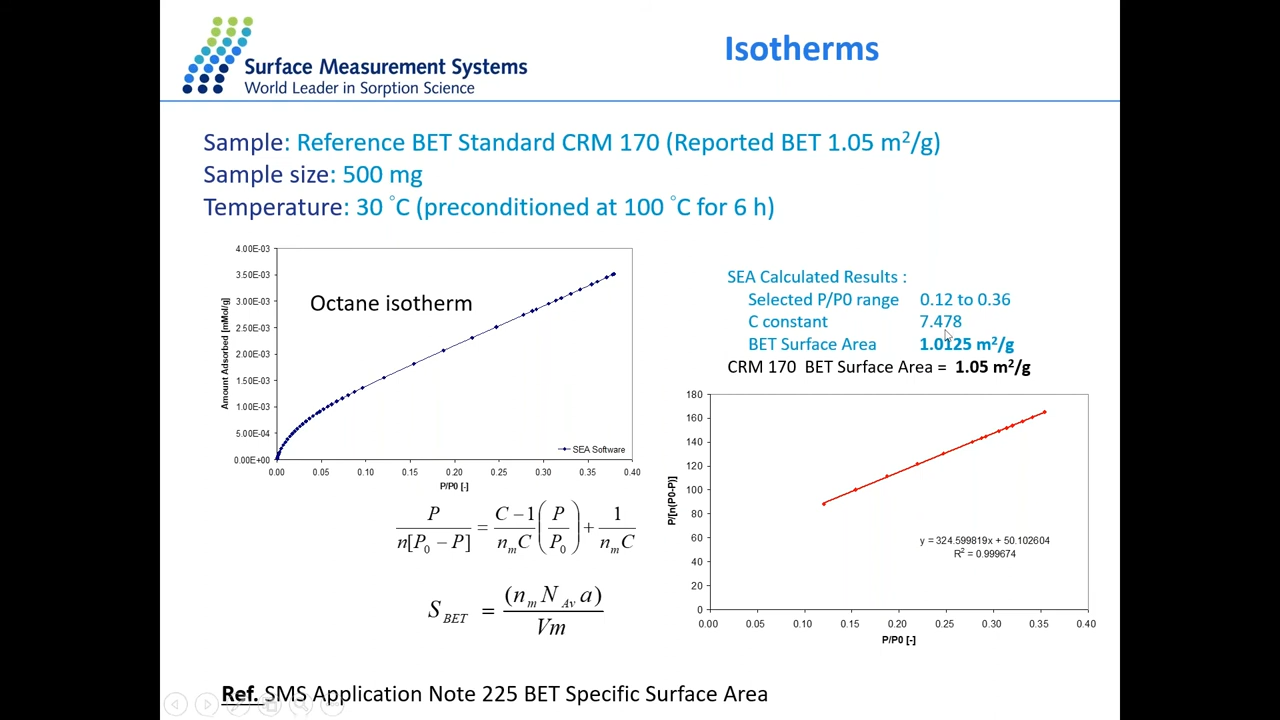 Surface Measurement Systems
World Leader in Sorption Science
Isotherms
Sample: Reference BET Standard CRM 170 (Reported BET 1.05 m²/g)
Sample size: 500 mg
Temperature: 30 °C (preconditioned at 100 °C for 6 h)
Amount Adsorbed [mMol/g]
4.00E-03
3.50E-03
3.00E-03
2.50E-03
2.00E-03
1.50E-03
1.00E-03
5.00E-04
0.00E+00
Octane isotherm
SEA Software
0.00 0.05 0.10 0.15 0.20 0.25 0.30 0.35 0.40
P/P0 [-]
P/n[P₀ − P] = (C − 1)/(nₘC) (P/P₀) + 1/(nₘC)
S_BET = (nₘ N_Av a)/Vm
SEA Calculated Results :
Selected P/P0 range 0.12 to 0.36
C constant 7.478
BET Surface Area 1.0125 m²/g
CRM 170 BET Surface Area = 1.05 m²/g
P/[n(P0-P)]
180
160
140
120
100
80
60
40
20
0
y = 324.599819x + 50.102604
R² = 0.999674
0.00 0.05 0.10 0.15 0.20 0.25 0.30 0.35 0.40
P/P0 [-]
Ref. SMS Application Note 225 BET Specific Surface Area